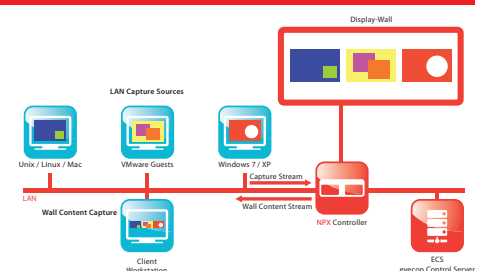 Display-Wall
LAN Capture Sources
Unix / Linux / Mac
VMware Guests
Windows 7 / XP
Capture Stream
LAN
Wall Content Capture
Wall Content Stream
NPX Controller
Client
Workstation
ECS
eyecon Control Server